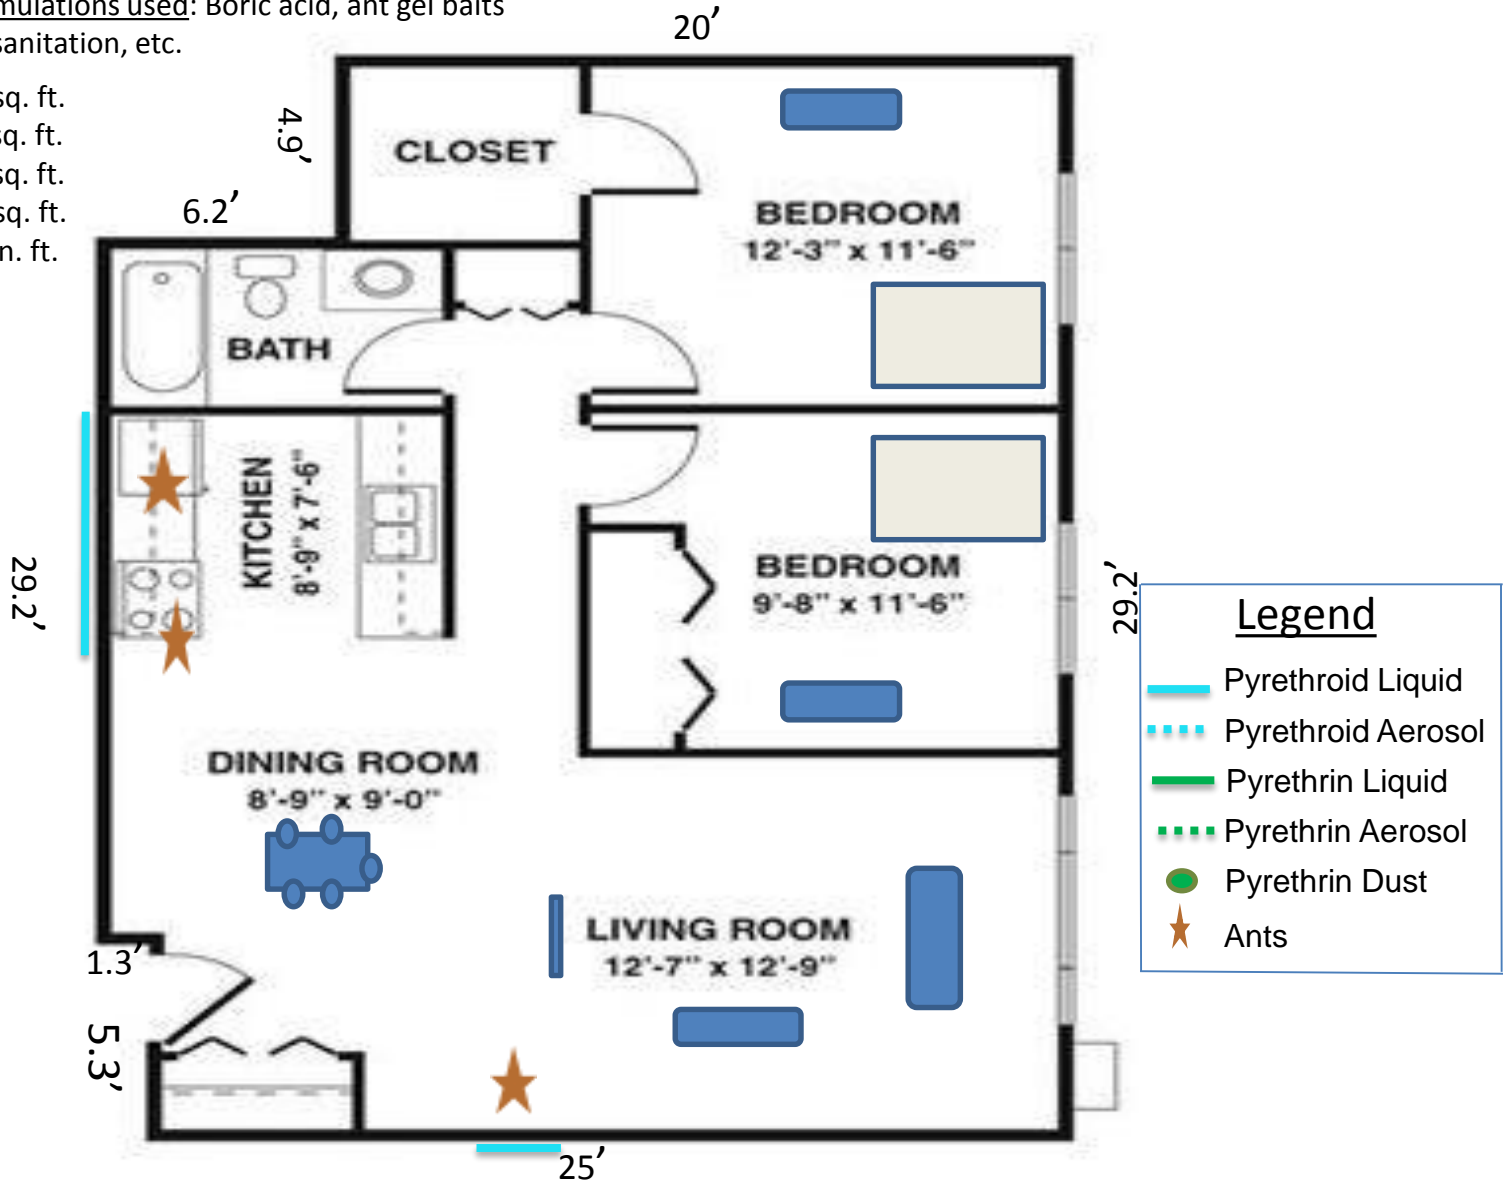 mulations used: Boric acid, ant gel baits
sanitation, etc.
sq. ft.
sq. ft.
sq. ft.
sq. ft.
n. ft.
20’
4.9’
6.2’
CLOSET
BEDROOM
12'-3" x 11'-6"
BATH
KITCHEN
8'-9" x 7'-6"
29.2’
BEDROOM
9'-8" x 11'-6"
29.2’
DINING ROOM
8'-9" x 9'-0"
LIVING ROOM
12'-7" x 12'-9"
1.3’
5.3’
25’
Legend
Pyrethroid Liquid
Pyrethroid Aerosol
Pyrethrin Liquid
Pyrethrin Aerosol
Pyrethrin Dust
Ants